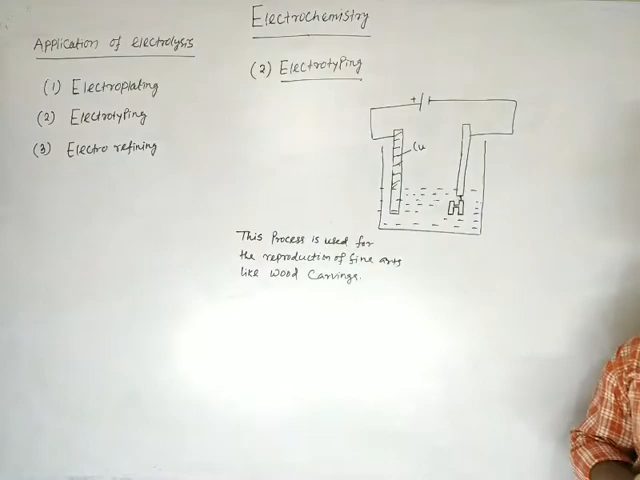 Electrochemistry
Application of electrolysis
(1) Electroplating
(2) Electrotyping
(3) Electro refining
(2) Electrotyping
+
Cu
This Process is used for
the reproduction of fine arts
like wood Carvings.